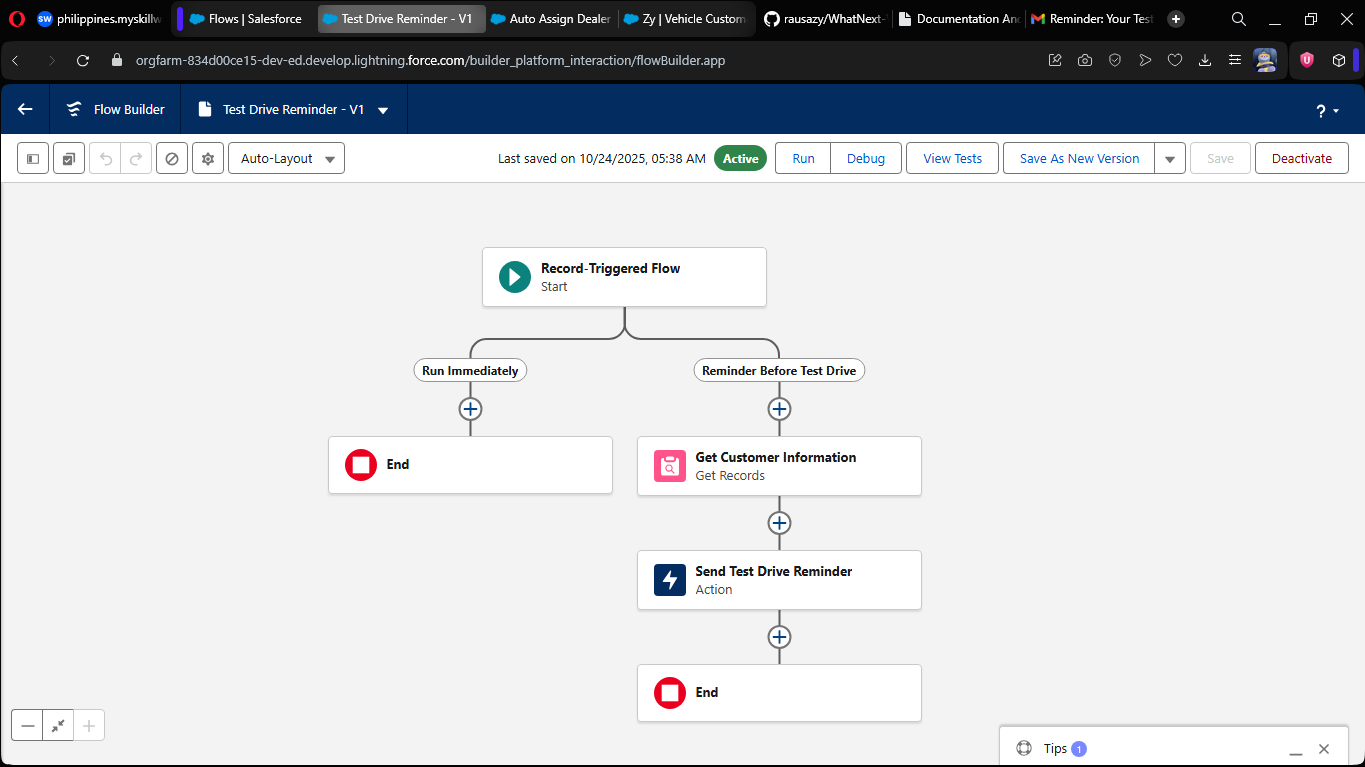 philippines.myskillw
Flows | Salesforce
Test Drive Reminder - V1
Auto Assign Dealer
Zy | Vehicle Custom
rausazy/WhatNext-
Documentation And
Reminder: Your Test
orgfarm-834d00ce15-dev-ed.develop.lightning.force.com/builder_platform_interaction/flowBuilder.app
Flow Builder
Test Drive Reminder - V1
?
Auto-Layout
Last saved on 10/24/2025, 05:38 AM
Active
Run
Debug
View Tests
Save As New Version
Save
Deactivate
Record-Triggered Flow
Start
Run Immediately
Reminder Before Test Drive
End
Get Customer Information
Get Records
Send Test Drive Reminder
Action
End
Tips 1